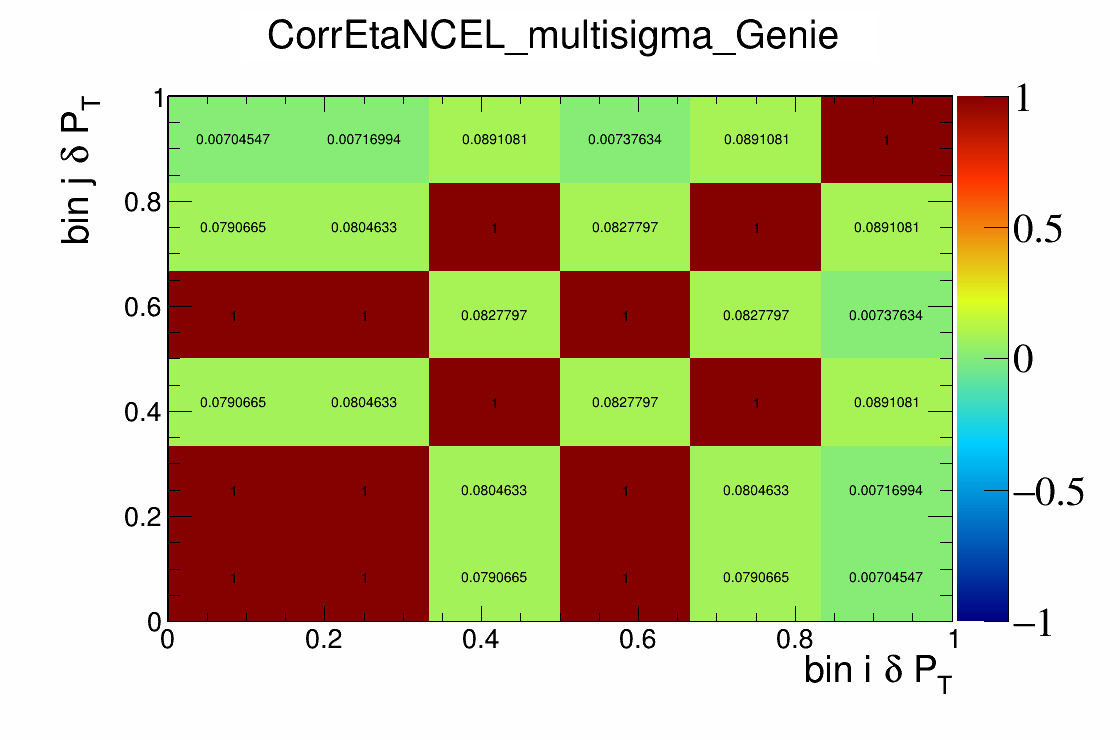 CorrEtaNCEL_multisigma_Genie
bin j δ P_T
1
0.00704547 0.00716994 0.0891081 0.00737634 0.0891081 1
0.8
0.0790665 0.0804633 1 0.0827797 1 0.0891081
0.6
1 1 0.0827797 1 0.0827797 0.00737634
0.4
0.0790665 0.0804633 1 0.0827797 1 0.0891081
1 1 0.0804633 1 0.0804633 0.00716994
0.2
1 1 0.0790665 1 0.0790665 0.00704547
0
0 0.2 0.4 0.6 0.8 1
bin i δ P_T
1
0.5
0
−0.5
−1